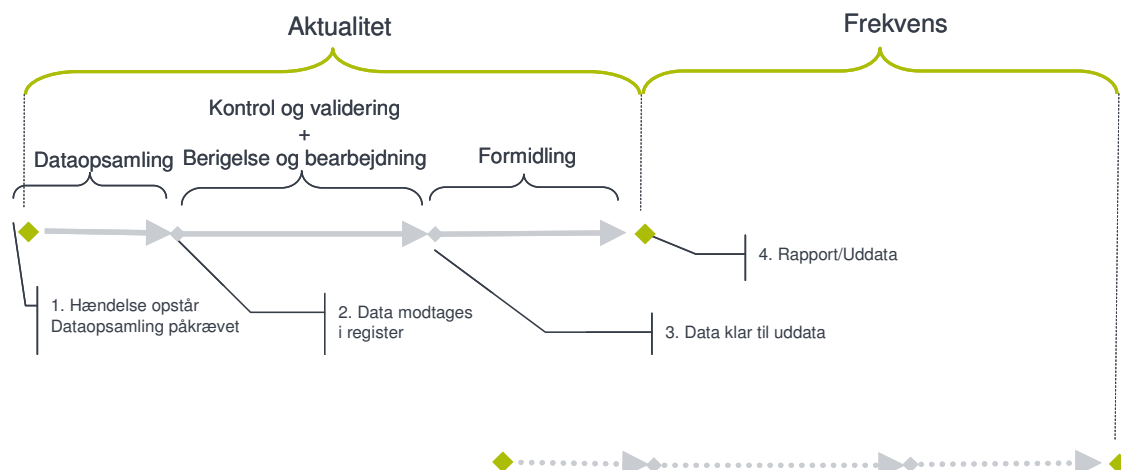 Aktualitet
Frekvens
Kontrol og validering
+
Dataopsamling
Berigelse og bearbejdning
Formidling
4. Rapport/Uddata
1. Hændelse opstår
Dataopsamling påkrævet
2. Data modtages
i register
3. Data klar til uddata